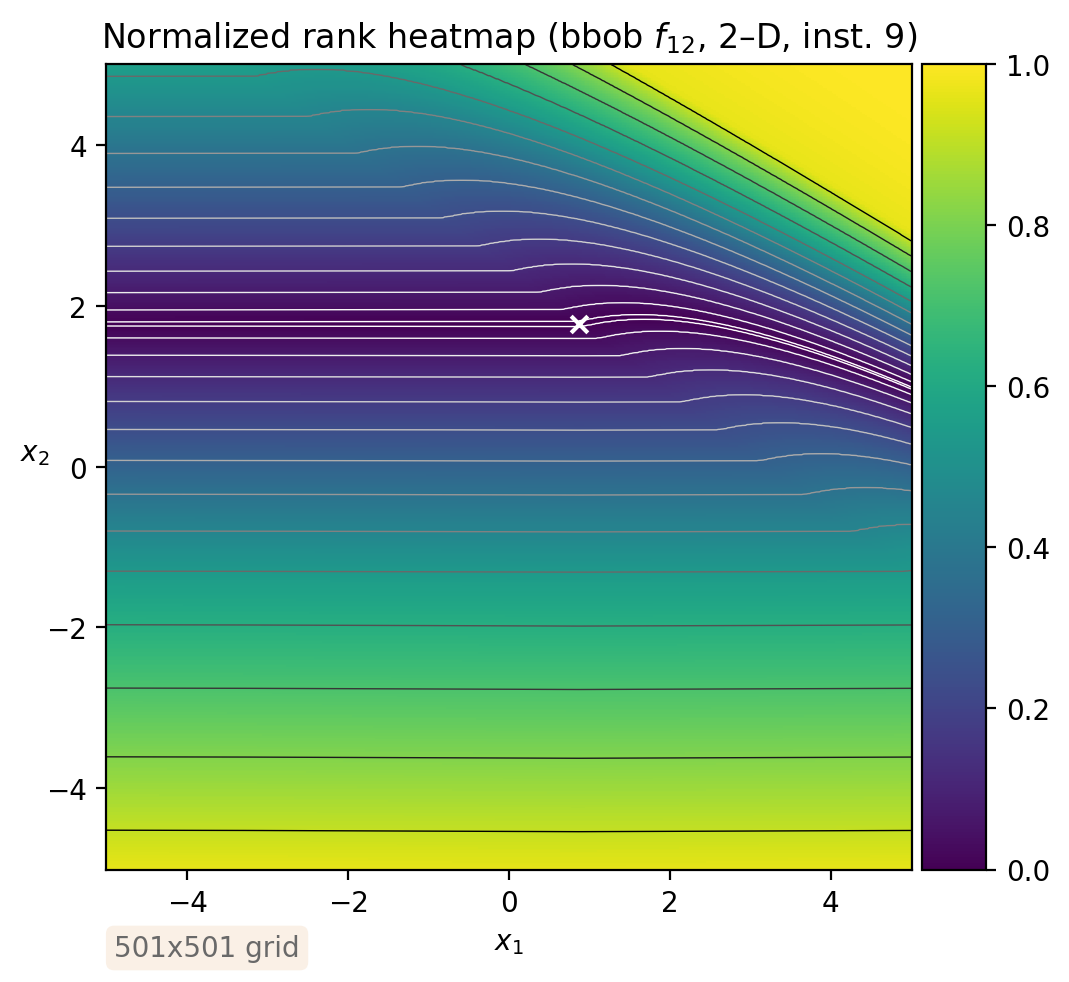 Normalized rank heatmap (bbob f₁₂, 2–D, inst. 9)
1.0
0.8
0.6
0.4
0.2
0.0
4
2
0
−2
−4
x₂
−4 −2 0 2 4
x₁
501x501 grid